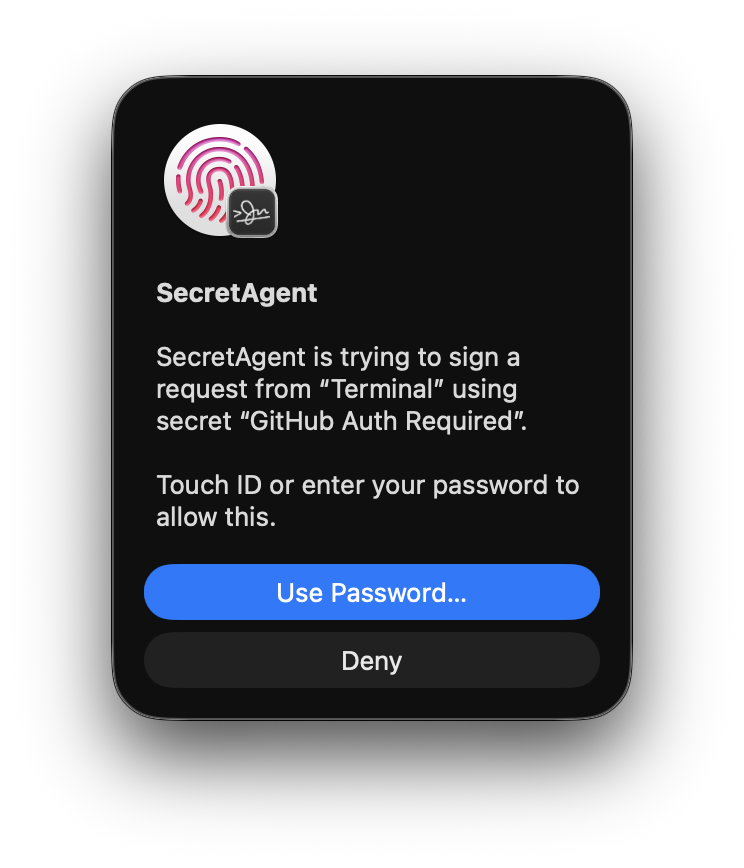 SecretAgent
SecretAgent is trying to sign a
request from “Terminal” using
secret “GitHub Auth Required”.
Touch ID or enter your password to
allow this.
Use Password...
Deny